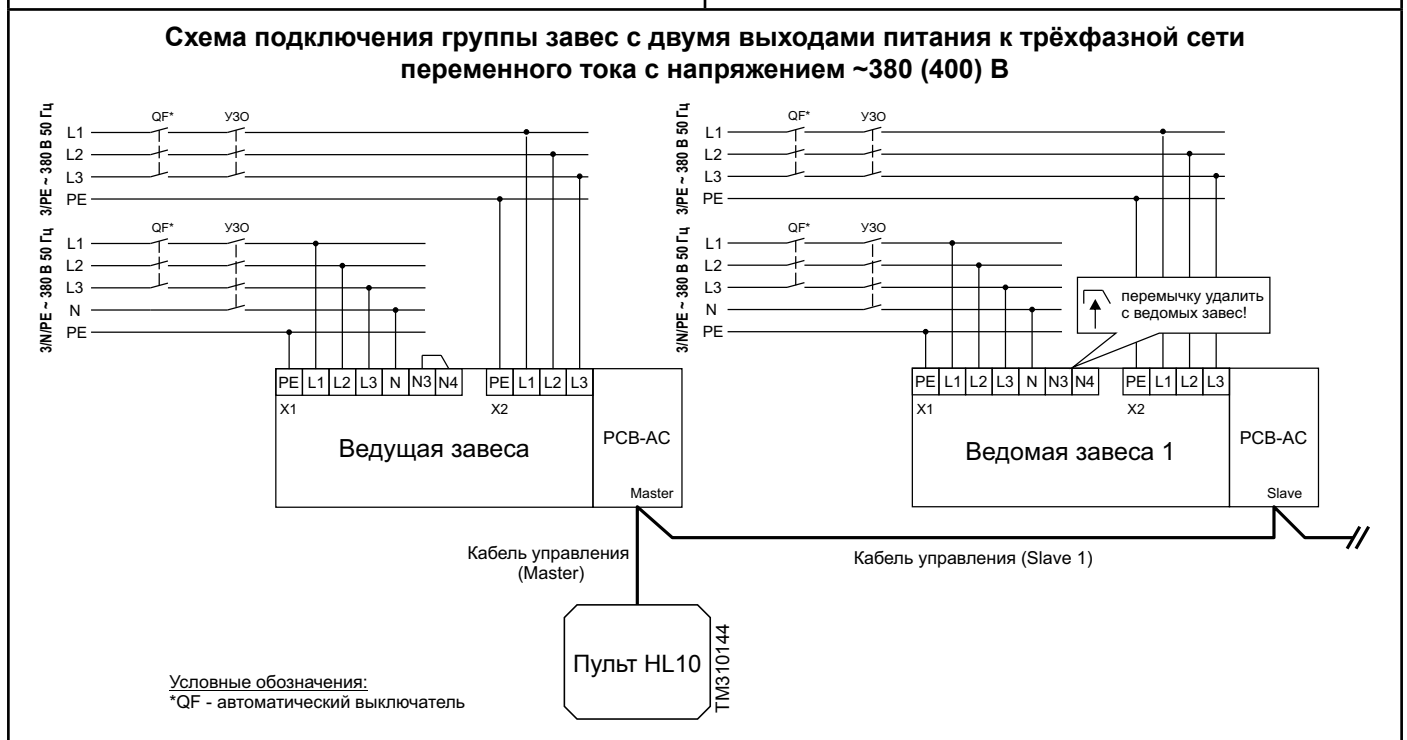 Схема подключения группы завес с двумя выходами питания к трёхфазной сети
переменного тока с напряжением ~380 (400) В
3/PE ~ 380 В 50 Гц
QF* УЗО
L1
L2
L3
PE
3/N/PE ~ 380 В 50 Гц
QF* УЗО
L1
L2
L3
N
PE
PE L1 L2 L3 N N3 N4 PE L1 L2 L3
X1 X2
Ведущая завеса
PCB-AC
Master
3/PE ~ 380 В 50 Гц
QF* УЗО
L1
L2
L3
PE
3/N/PE ~ 380 В 50 Гц
QF* УЗО
L1
L2
L3
N
PE
перемычку удалить
с ведомых завес!
PE L1 L2 L3 N N3 N4 PE L1 L2 L3
X1 X2
Ведомая завеса 1
PCB-AC
Slave
Кабель управления
(Master)
Кабель управления (Slave 1)
Пульт HL10
TM310144
Условные обозначения:
*QF - автоматический выключатель